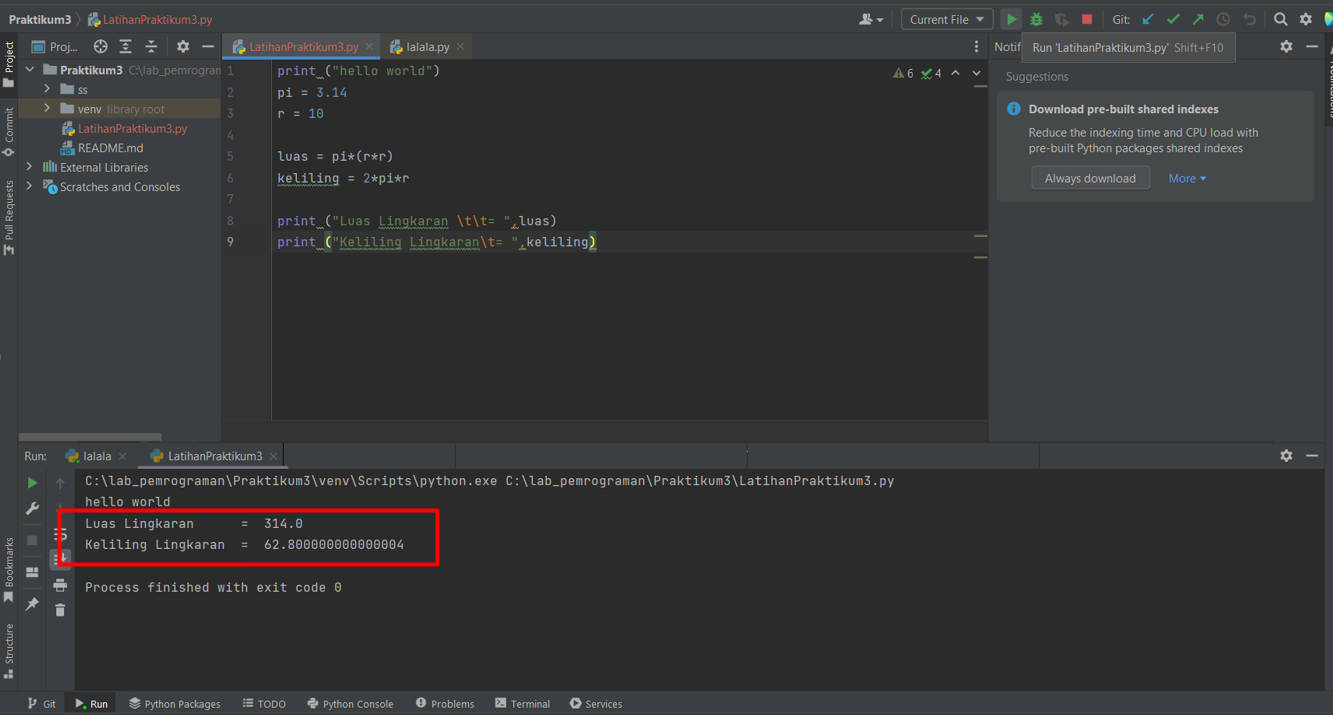 Praktikum3 LatihanPraktikum3.py
Current File
Git:
Proj...
LatihanPraktikum3.py
lalala.py
Notif
Run 'LatihanPraktikum3.py' Shift+F10
Project
Commit
Pull Requests
Praktikum3 C:\lab_pemrogran
ss
venv library root
LatihanPraktikum3.py
README.md
External Libraries
Scratches and Consoles
6 4
1 print ("hello world")
2 pi = 3.14
3 r = 10
4
5 luas = pi*(r*r)
6 keliling = 2*pi*r
7
8 print ("Luas Lingkaran \t\t= ",luas)
9 print ("Keliling Lingkaran\t= ",keliling)
Suggestions
Download pre-built shared indexes
Reduce the indexing time and CPU load with
pre-built Python packages shared indexes
Always download More
Run: lalala LatihanPraktikum3
C:\lab_pemrograman\Praktikum3\venv\Scripts\python.exe C:\lab_pemrograman\Praktikum3\LatihanPraktikum3.py
hello world
Luas Lingkaran = 314.0
Keliling Lingkaran = 62.800000000000004
Process finished with exit code 0
Bookmarks
Structure
Git Run Python Packages TODO Python Console Problems Terminal Services